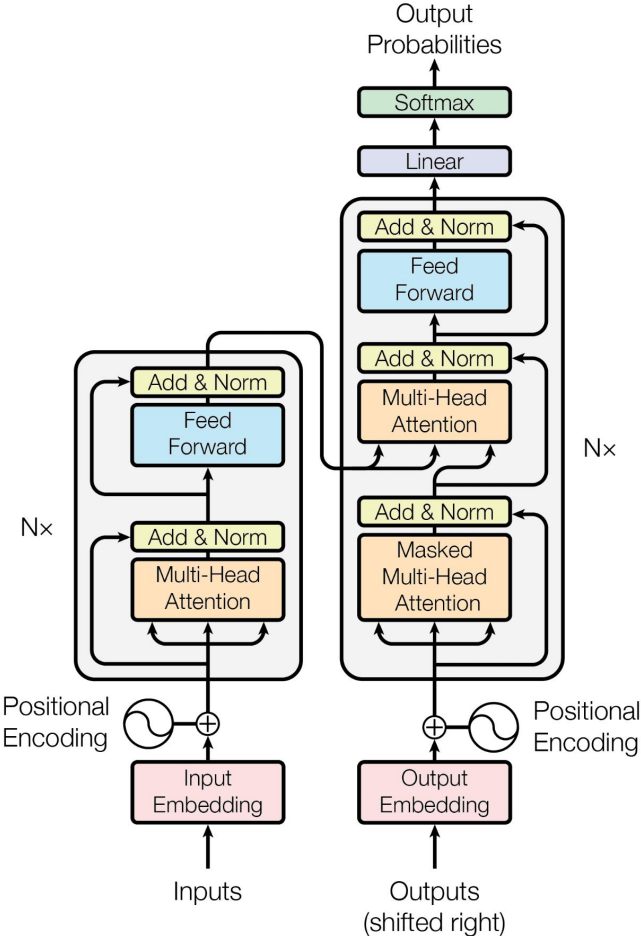 Output
Probabilities
Softmax
Linear
Add & Norm
Feed
Forward
Add & Norm
Multi-Head
Attention
Add & Norm
Masked
Multi-Head
Attention
N×
Add & Norm
Feed
Forward
Add & Norm
Multi-Head
Attention
N×
Positional
Encoding
Input
Embedding
Inputs
Positional
Encoding
Output
Embedding
Outputs
(shifted right)